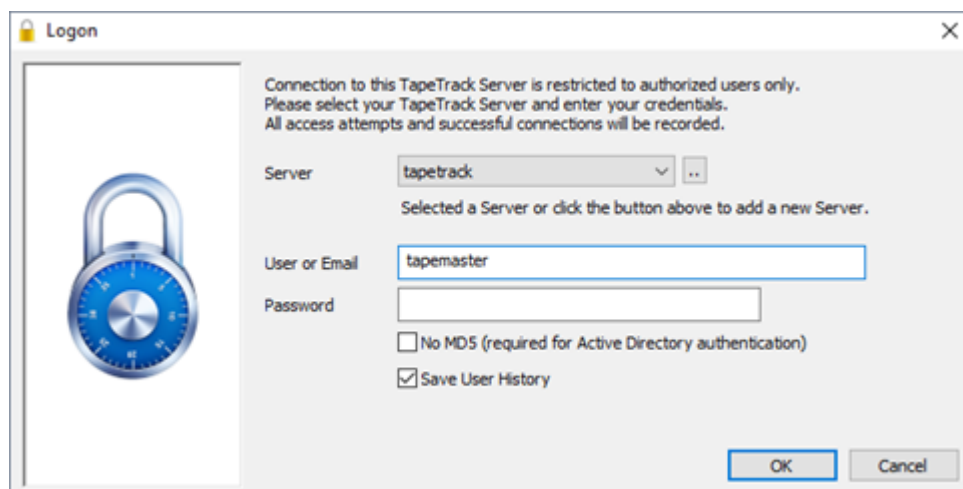 Logon
Connection to this TapeTrack Server is restricted to authorized users only.
Please select your TapeTrack Server and enter your credentials.
All access attempts and successful connections will be recorded.
Server
tapetrack
..
Selected a Server or click the button above to add a new Server.
User or Email
tapemaster
Password
No MD5 (required for Active Directory authentication)
Save User History
OK
Cancel